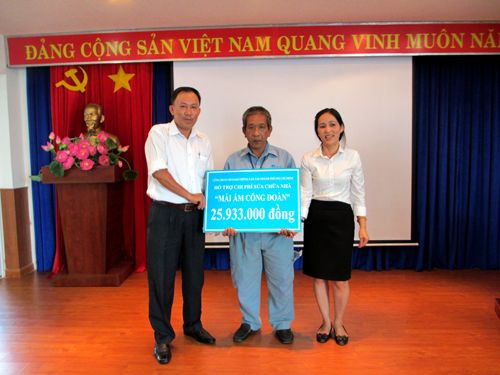 ĐẢNG CỘNG SẢN VIỆT NAM QUANG VINH MUÔN NĂ
HỖ TRỢ CHI PHÍ SỬA CHỮA NHÀ
"MÁI ẤM CÔNG ĐOÀN"
25.933.000 đồng